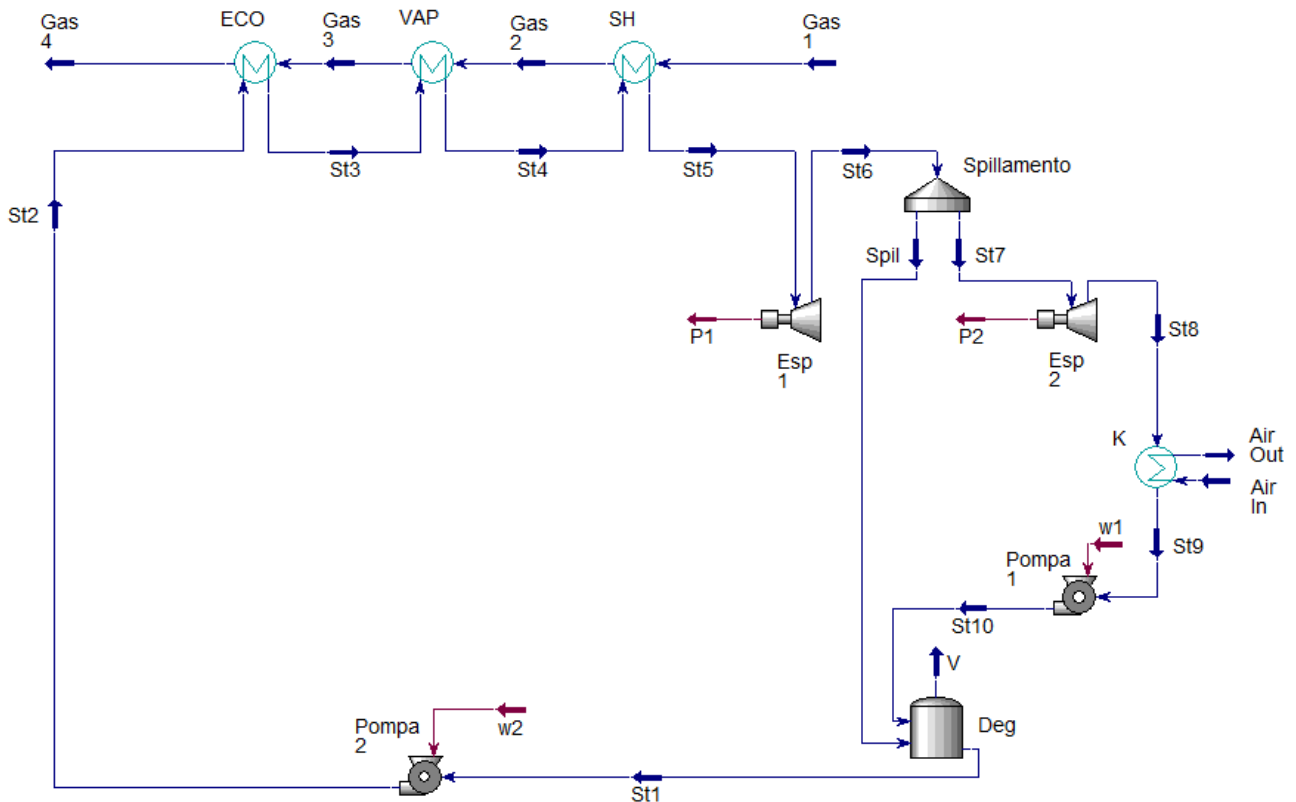 Gas
4
ECO
Gas
3
VAP
Gas
2
SH
Gas
1
St3
St4
St5
St6
Spillamento
St2
Spil
St7
P1
Esp
1
P2
Esp
2
St8
K
Air
Out
Air
In
w1
St9
Pompa
1
St10
V
Deg
Pompa
2
w2
St1